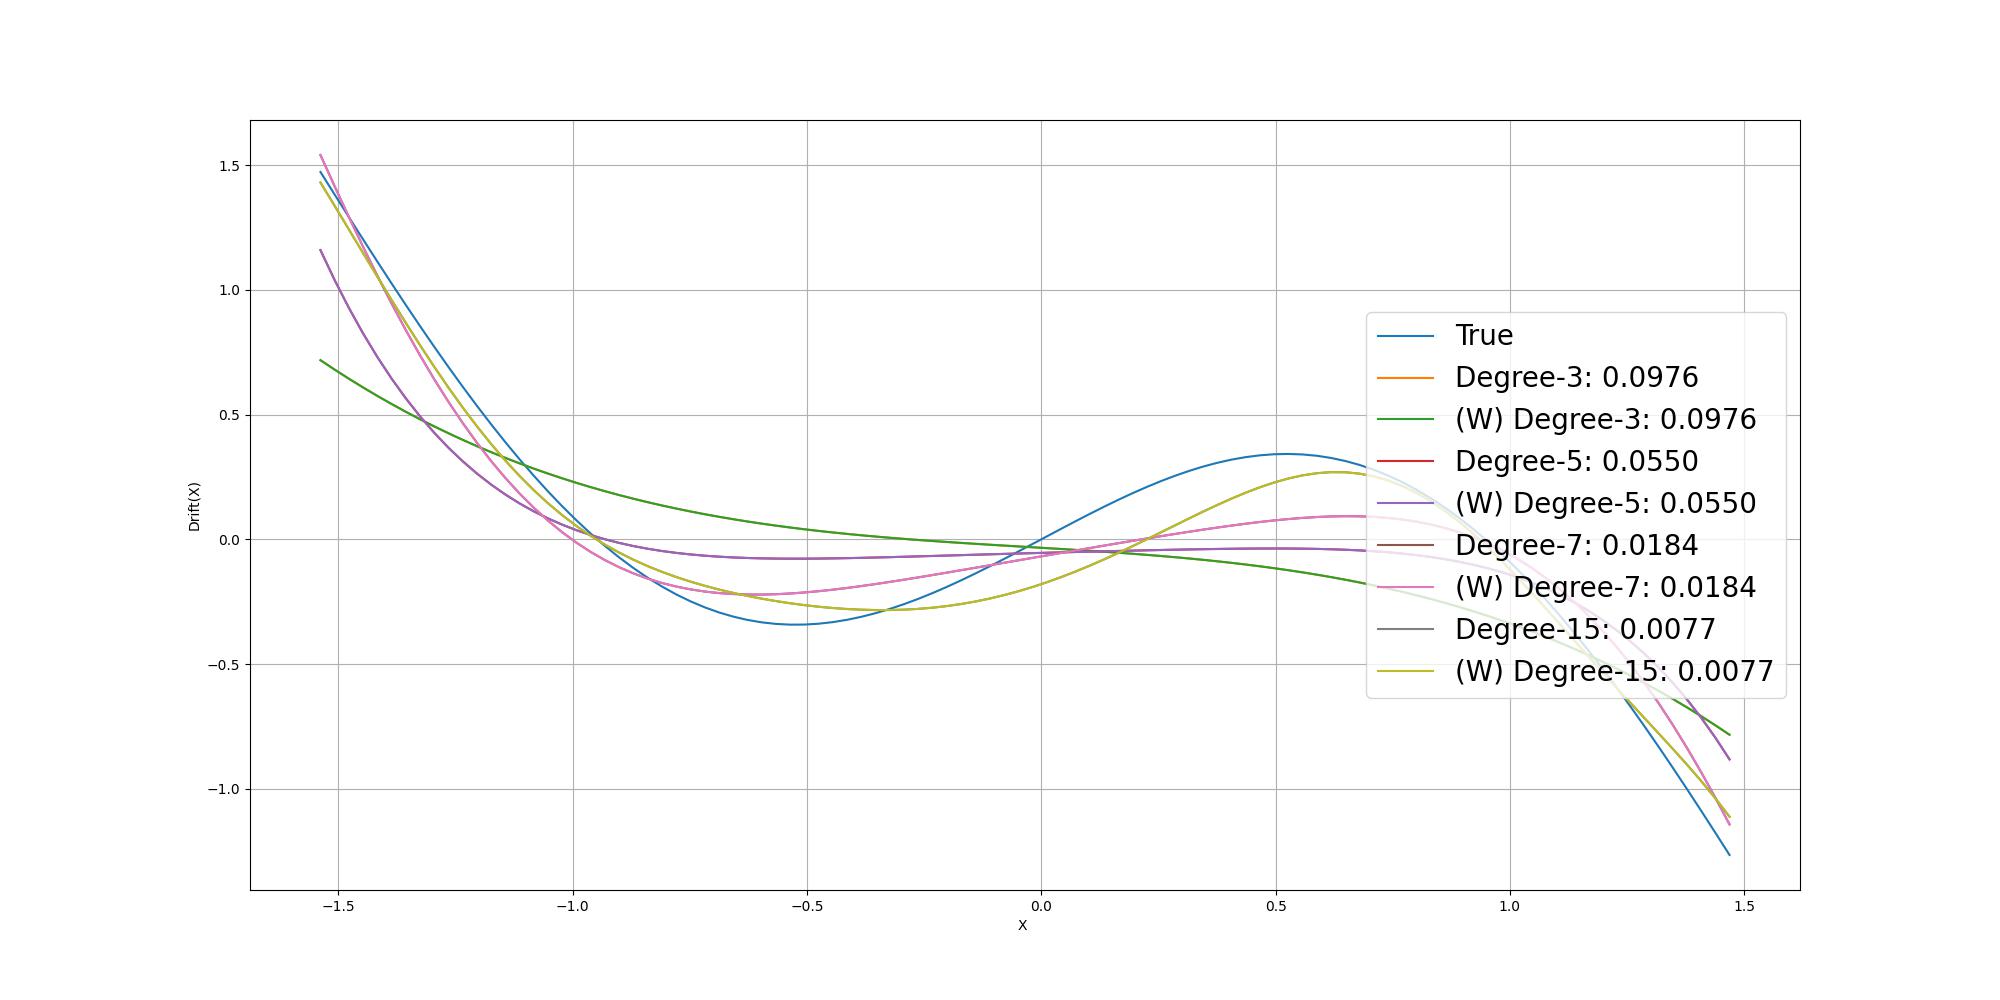 1.5
1.0
0.5
0.0
−0.5
−1.0
Drift(X)
True
Degree-3: 0.0976
(W) Degree-3: 0.0976
Degree-5: 0.0550
(W) Degree-5: 0.0550
Degree-7: 0.0184
(W) Degree-7: 0.0184
Degree-15: 0.0077
(W) Degree-15: 0.0077
−1.5 −1.0 −0.5 0.0 0.5 1.0 1.5
X